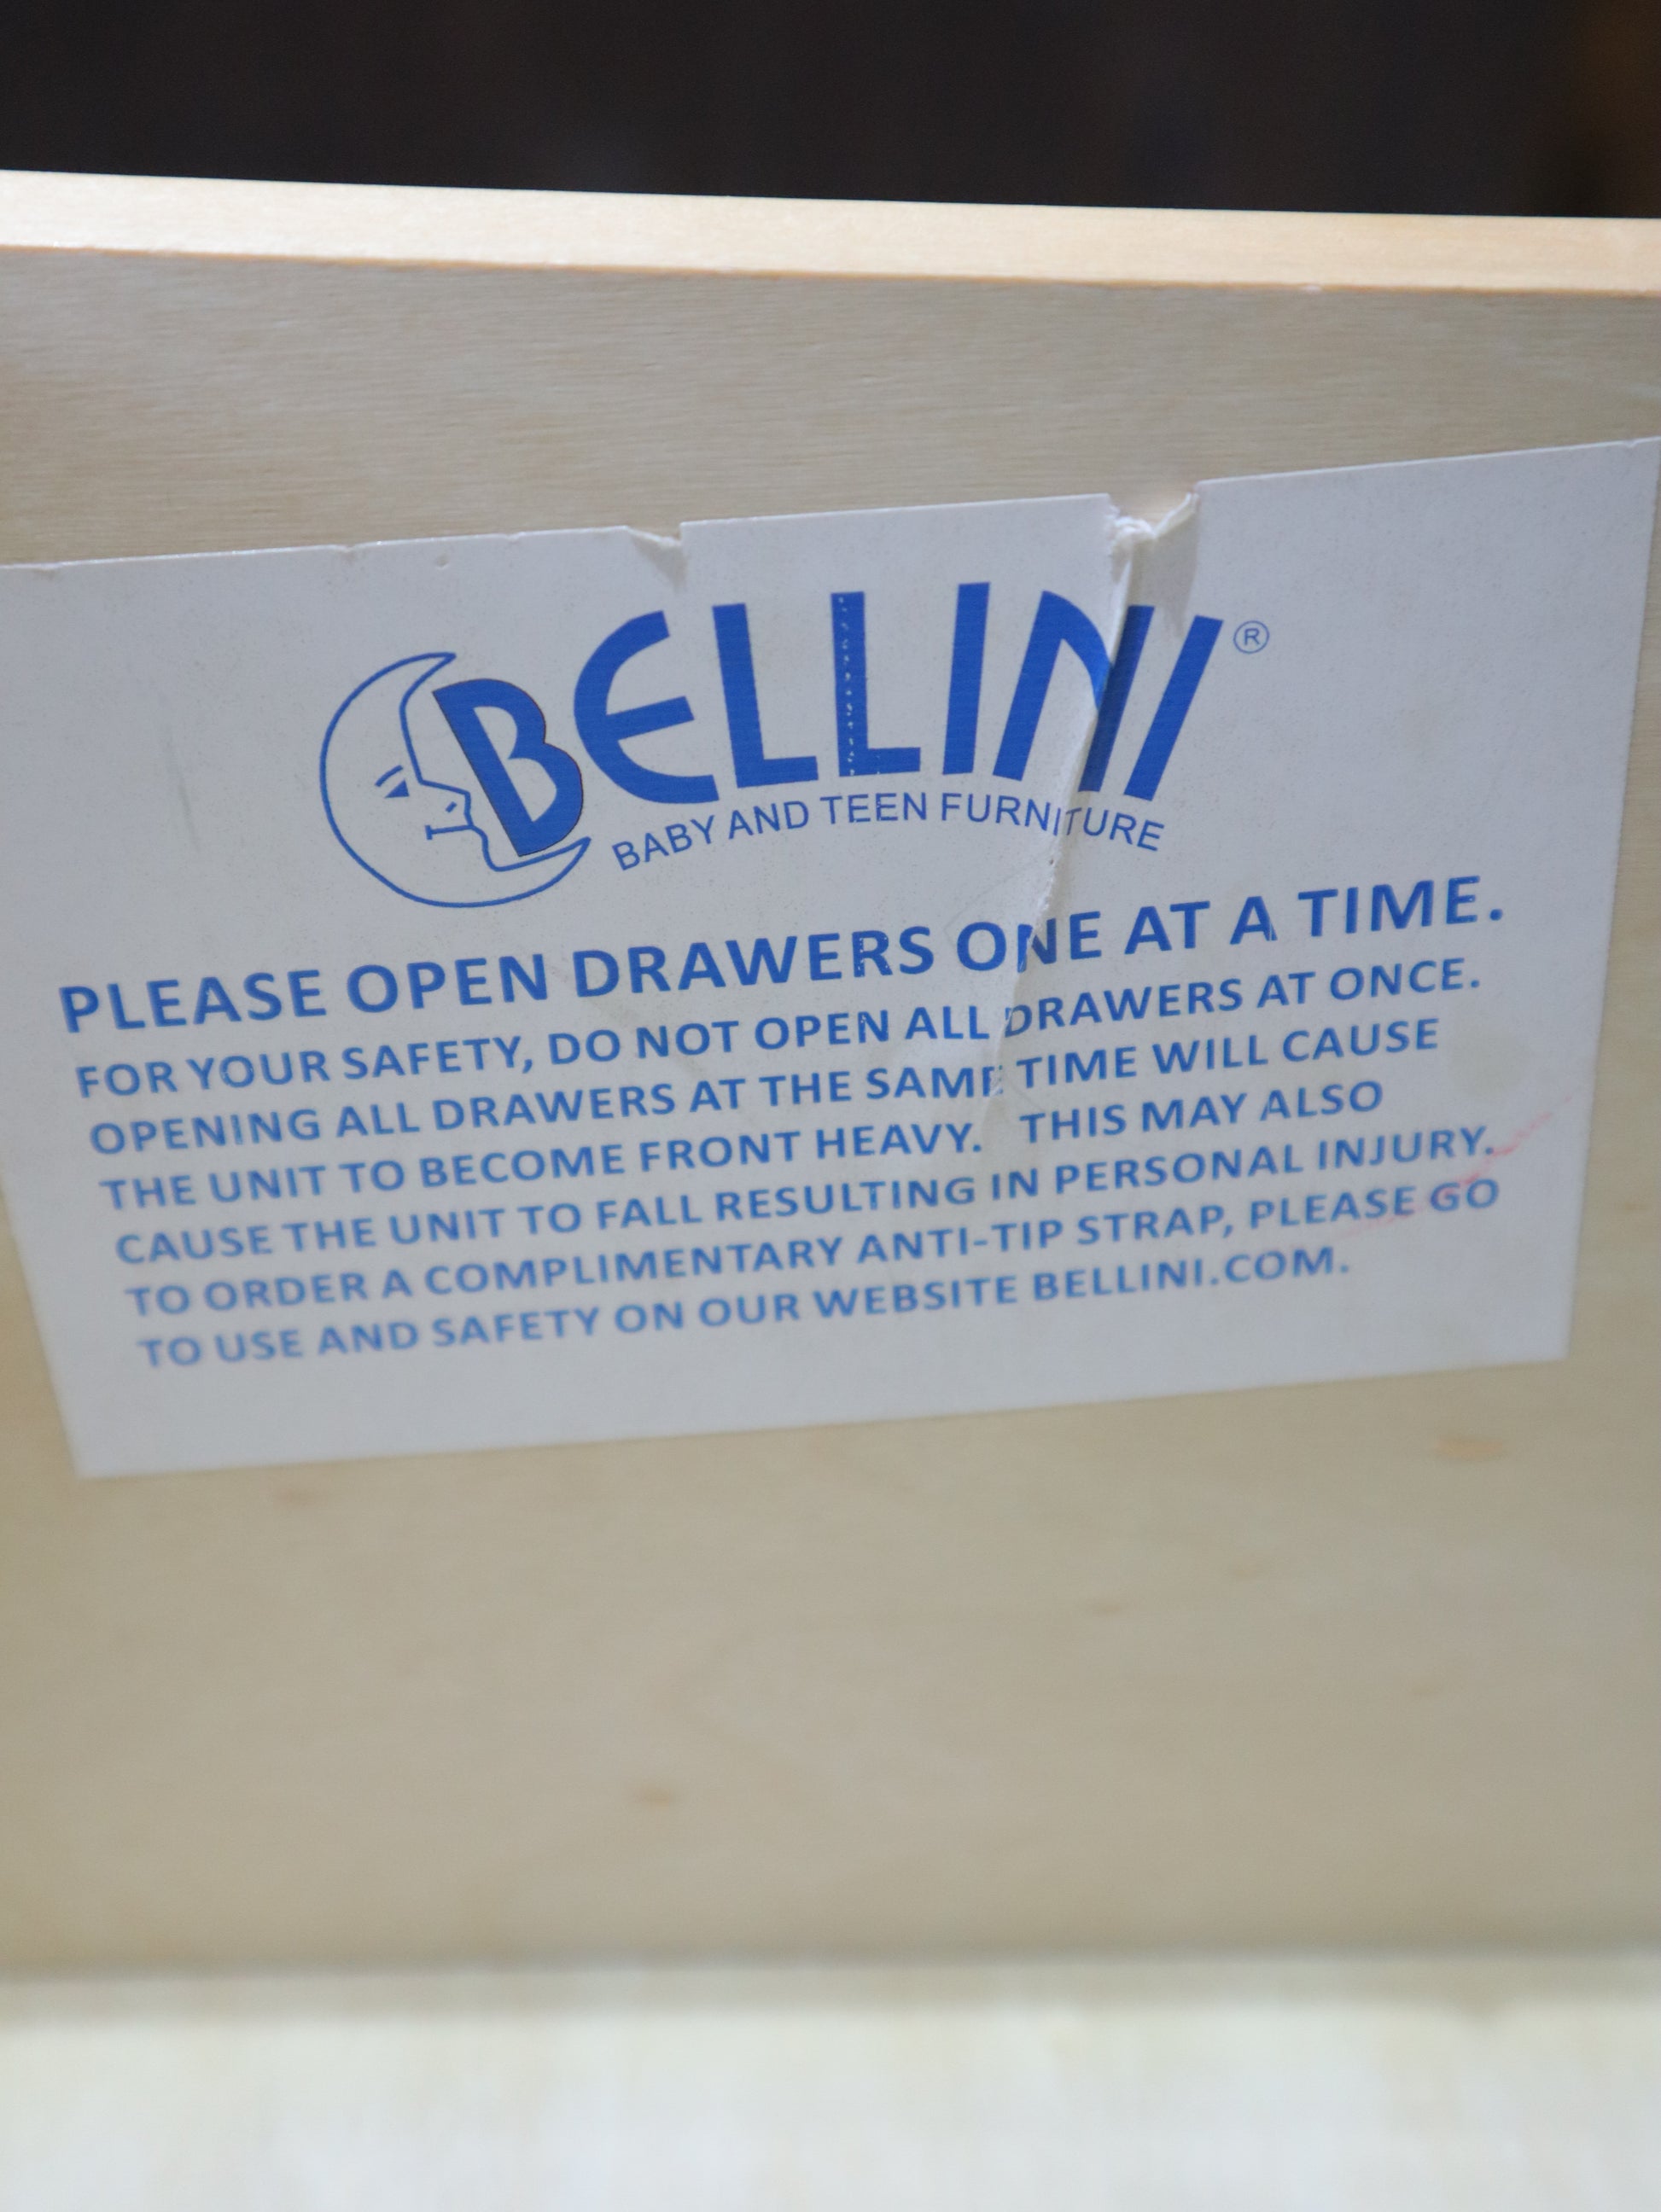 BELLINI®
BABY AND TEEN FURNITURE
PLEASE OPEN DRAWERS ONE AT A TIME.
FOR YOUR SAFETY, DO NOT OPEN ALL DRAWERS AT ONCE.
OPENING ALL DRAWERS AT THE SAME TIME WILL CAUSE
THE UNIT TO BECOME FRONT HEAVY. THIS MAY ALSO
CAUSE THE UNIT TO FALL RESULTING IN PERSONAL INJURY.
TO ORDER A COMPLIMENTARY ANTI-TIP STRAP, PLEASE GO
TO USE AND SAFETY ON OUR WEBSITE BELLINI.COM.